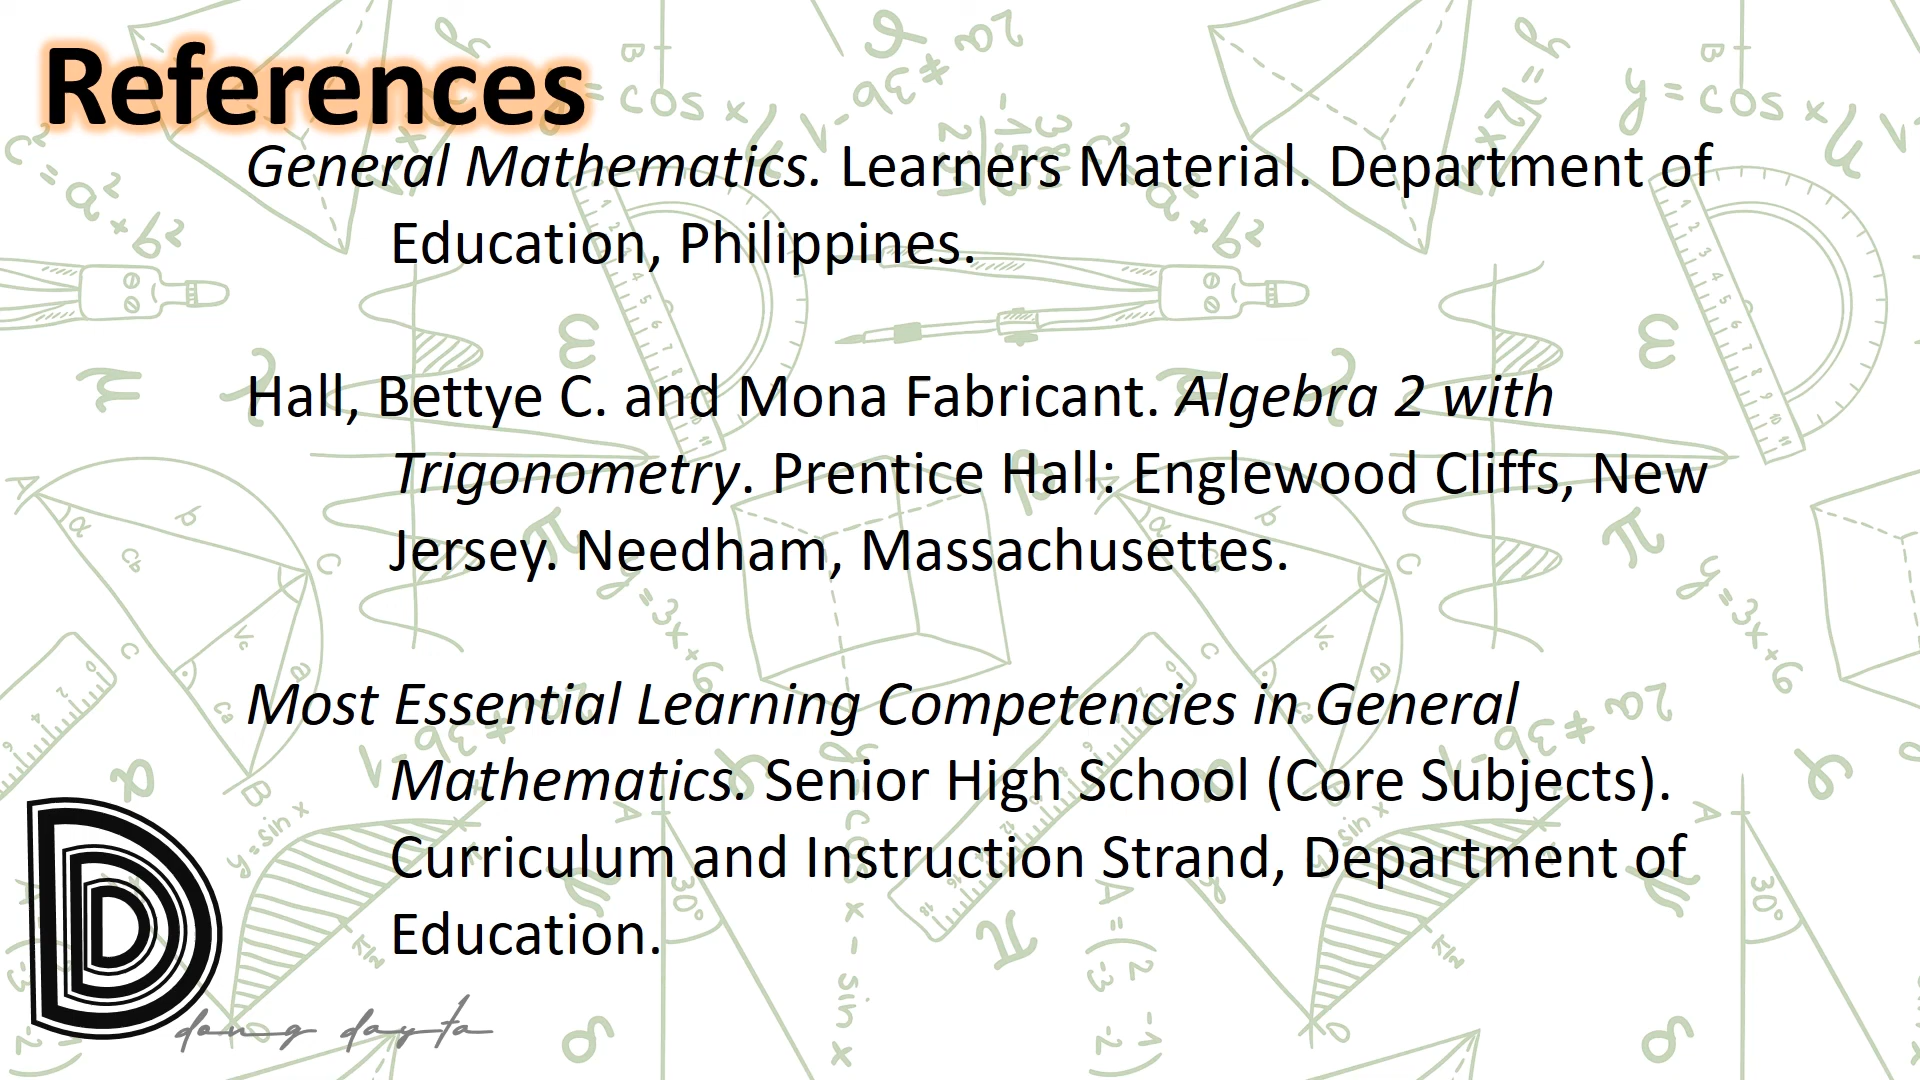 References
General Mathematics. Learners Material. Department of
Education, Philippines.
Hall, Bettye C. and Mona Fabricant. Algebra 2 with
Trigonometry. Prentice Hall: Englewood Cliffs, New
Jersey. Needham, Massachusettes.
Most Essential Learning Competencies in General
Mathematics. Senior High School (Core Subjects).
Curriculum and Instruction Strand, Department of
Education.
dong dayta